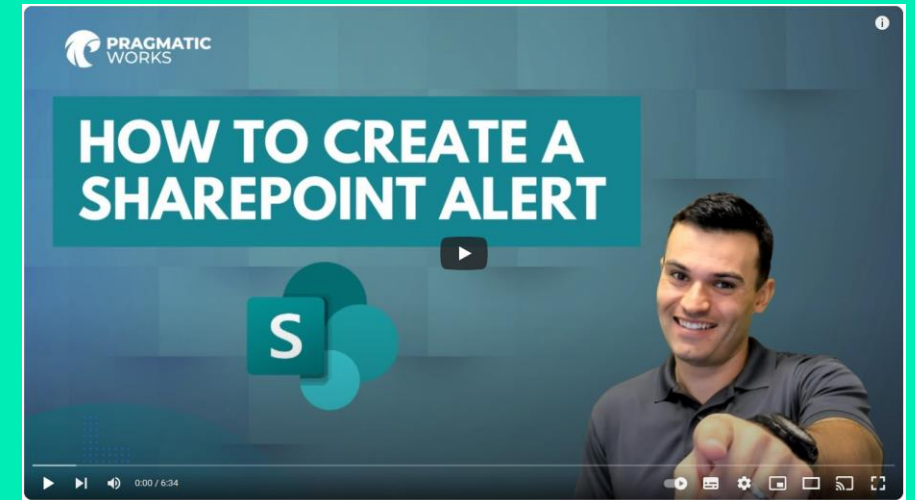 PRAGMATIC
WORKS
HOW TO CREATE A
SHAREPOINT ALERT
S
0:00 / 6:34